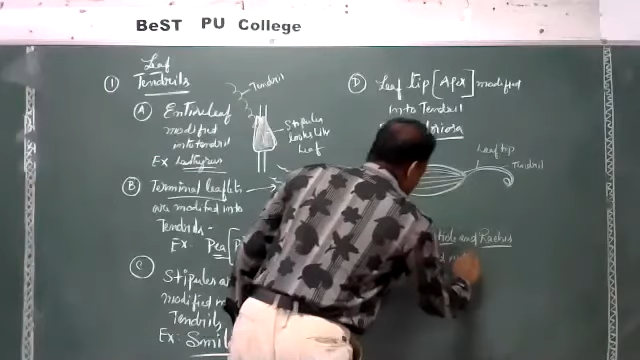 BeST PU College
Leaf
① Tendrils
Ⓐ Entire leaf
modified
into tendril
Ex Lathyrus
Tendril
Stipules
looks like
Leaf
Ⓑ Terminal leaflets
are modified into
Tendrils -
Ex: Pea [
Ⓒ Stipules
modified
Tendrils
Ex:
Ⓓ Leaf tip [Apex] modified
into Tendril
Leaf tip
Tendril
and Rachis
BeST